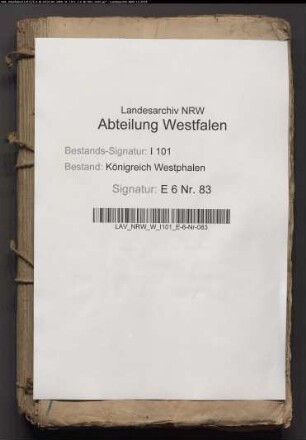 Landesarchiv NRW
Abteilung Westfalen
Bestands-Signatur: I 101
Bestand: Königreich Westphalen
Signatur: E 6 Nr. 83
LAV_NRW_W_I101_E-6-Nr-083